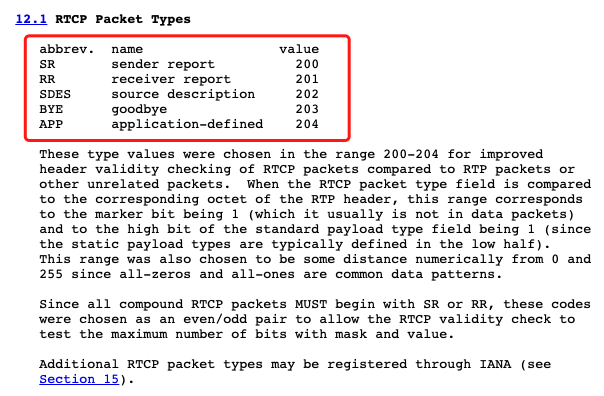 12.1 RTCP Packet Types
abbrev.  name                 value
SR       sender report          200
RR       receiver report        201
SDES     source description     202
BYE      goodbye                203
APP      application-defined    204
These type values were chosen in the range 200-204 for improved
header validity checking of RTCP packets compared to RTP packets or
other unrelated packets.  When the RTCP packet type field is compared
to the corresponding octet of the RTP header, this range corresponds
to the marker bit being 1 (which it usually is not in data packets)
and to the high bit of the standard payload type field being 1 (since
the static payload types are typically defined in the low half).
This range was also chosen to be some distance numerically from 0 and
255 since all-zeros and all-ones are common data patterns.
Since all compound RTCP packets MUST begin with SR or RR, these codes
were chosen as an even/odd pair to allow the RTCP validity check to
test the maximum number of bits with mask and value.
Additional RTCP packet types may be registered through IANA (see
Section 15).